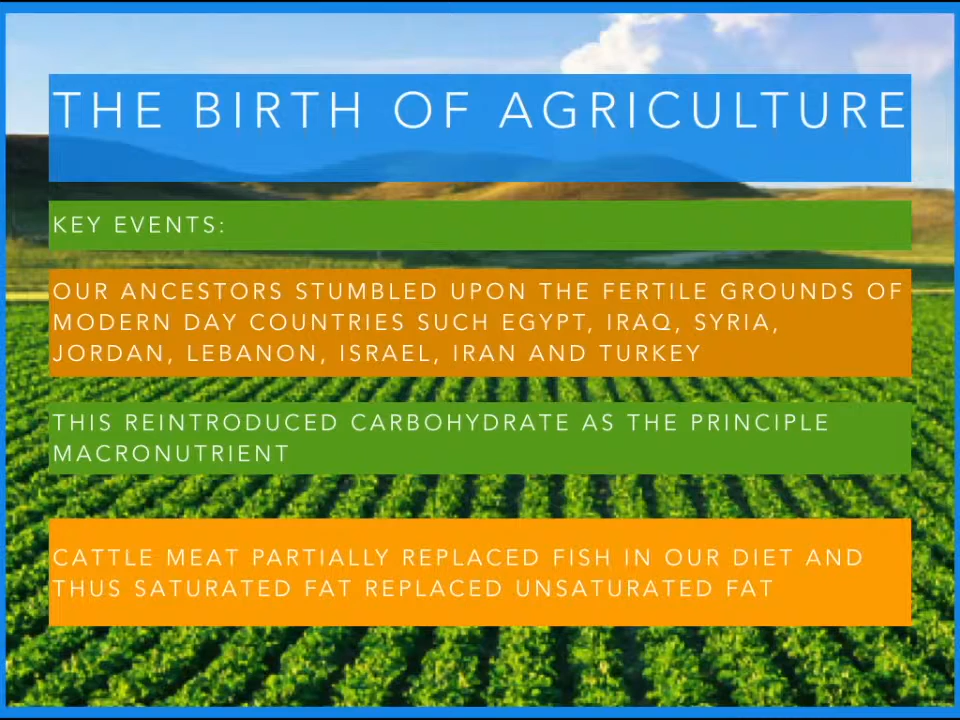 THE BIRTH OF AGRICULTURE
KEY EVENTS:
OUR ANCESTORS STUMBLED UPON THE FERTILE GROUNDS OF
MODERN DAY COUNTRIES SUCH EGYPT, IRAQ, SYRIA,
JORDAN, LEBANON, ISRAEL, IRAN AND TURKEY
THIS REINTRODUCED CARBOHYDRATE AS THE PRINCIPLE
MACRONUTRIENT
CATTLE MEAT PARTIALLY REPLACED FISH IN OUR DIET AND
THUS SATURATED FAT REPLACED UNSATURATED FAT